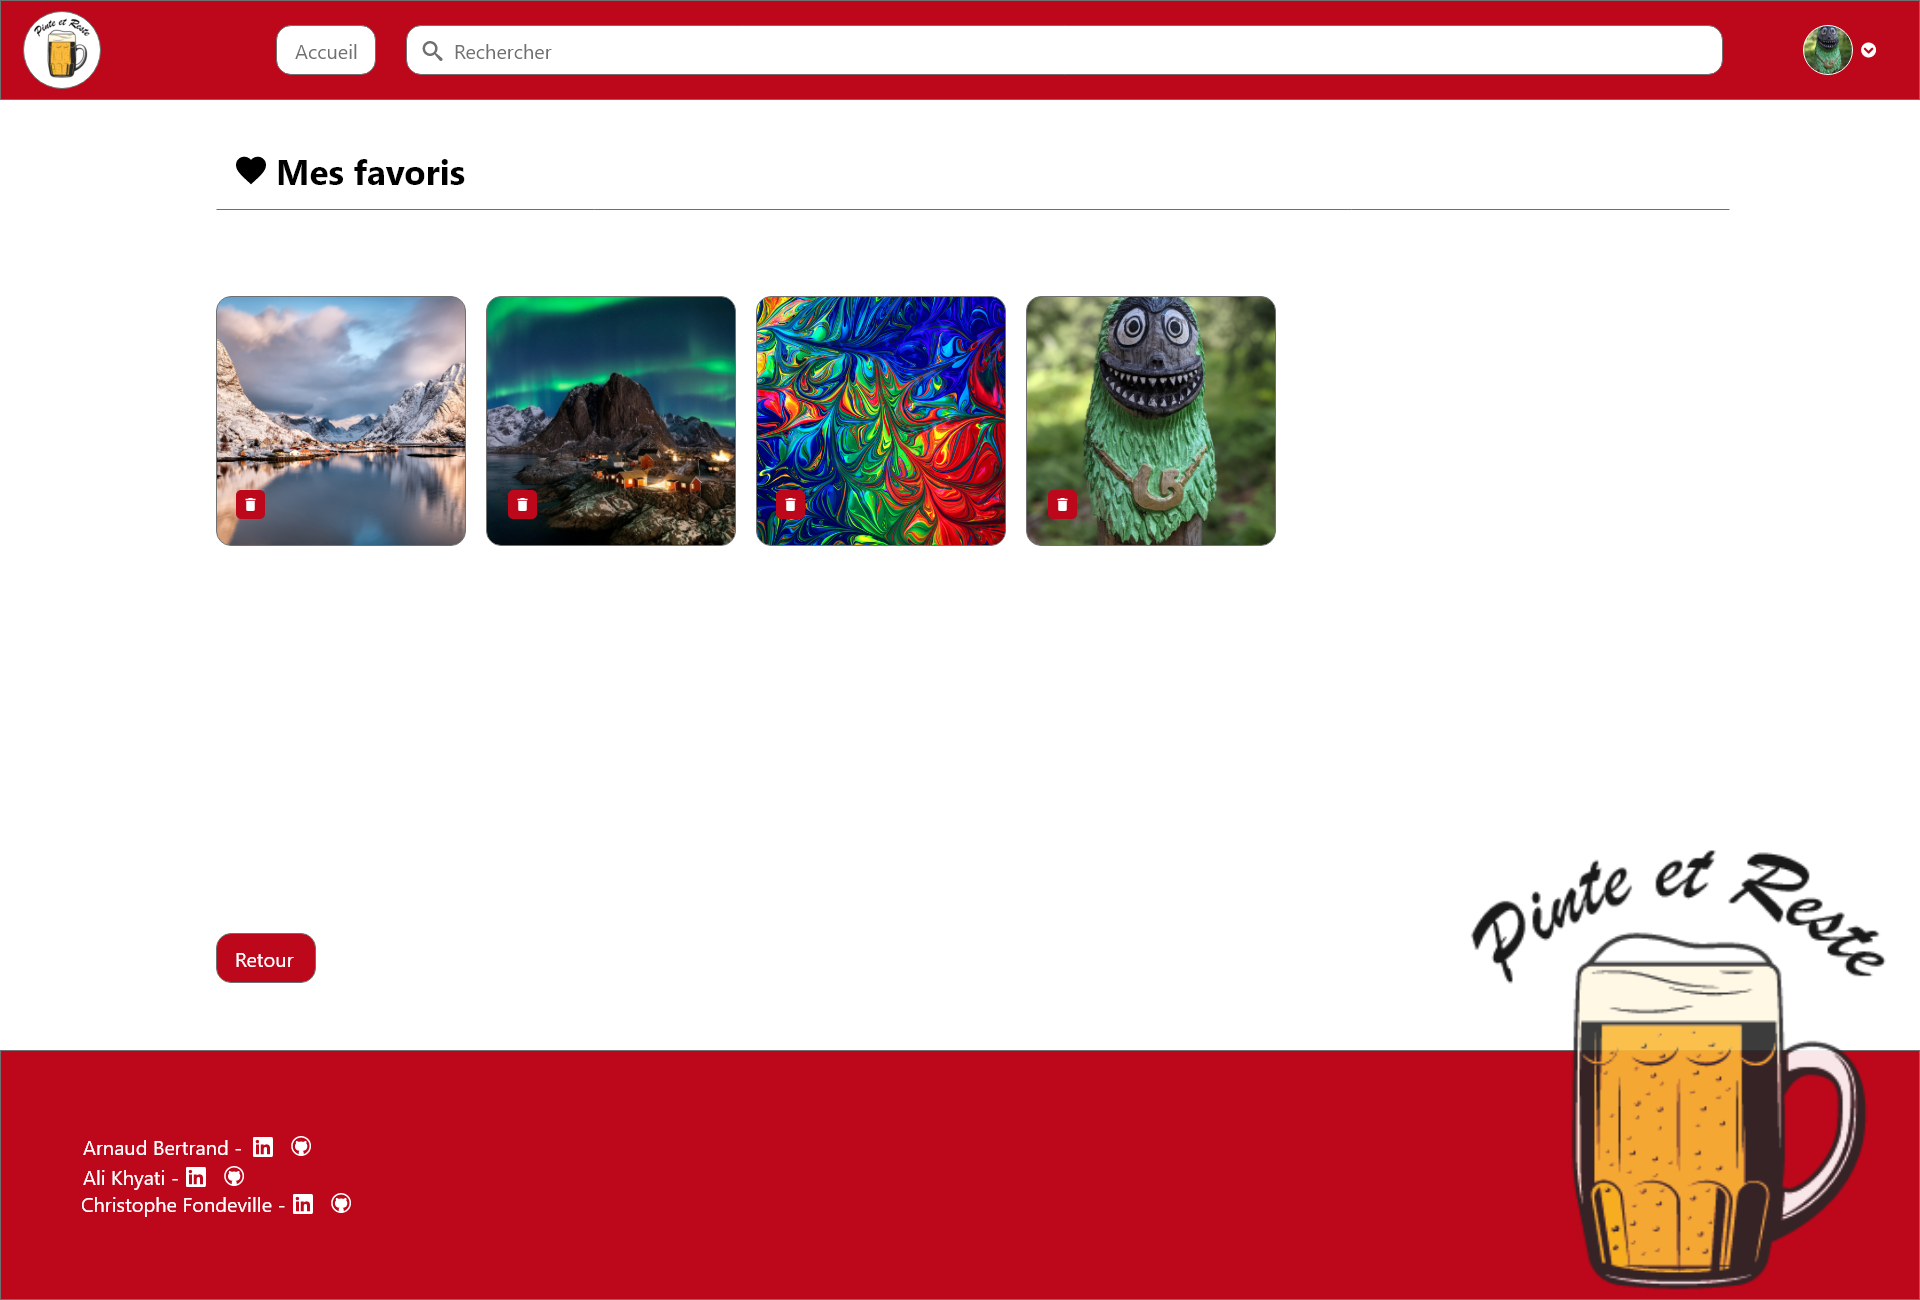 Pinte et Reste
Accueil
Rechercher
Mes favoris
Retour
Pinte et Reste
Arnaud Bertrand -
Ali Khyati -
Christophe Fondeville -